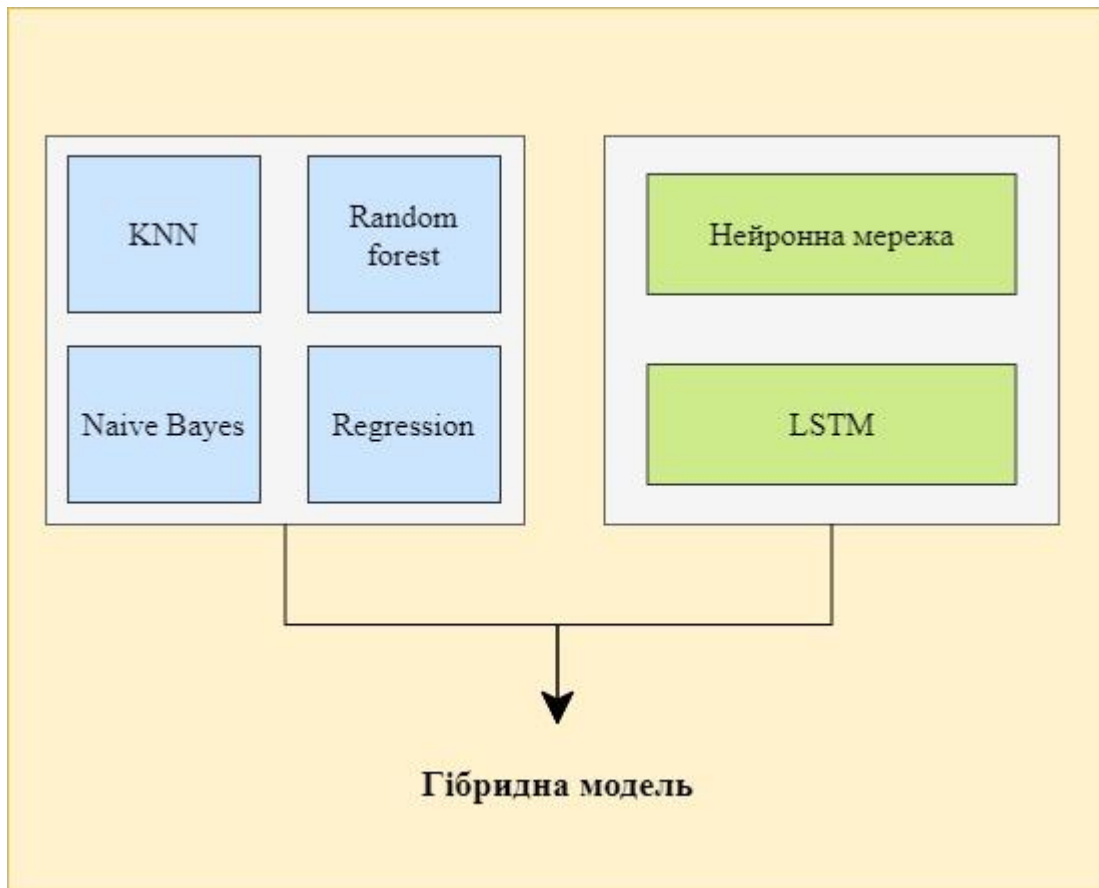 KNN
Random
forest
Naive Bayes
Regression
Нейронна мережа
LSTM
Гібридна модель